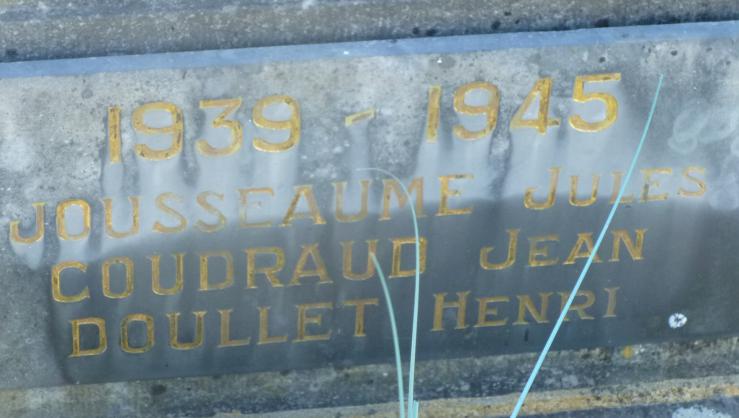 1939 - 1945
JOUSSEAUME JULES
COUDRAUD JEAN
DOULLET HENRI